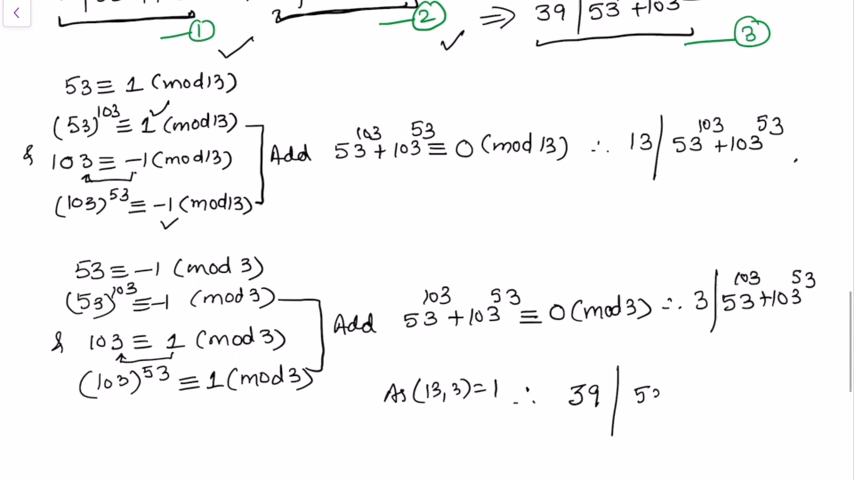 ① ② ⇒ 39 | 53 + 103 ③
53 ≡ 1 (mod 13)
(53)^103 ≡ 1 (mod 13)
& 103 ≡ -1 (mod 13) Add 53^103 + 103^53 ≡ 0 (mod 13) ∴ 13 | 53^103 + 103^53 .
(103)^53 ≡ -1 (mod 13)
53 ≡ -1 (mod 3)
(53)^103 ≡ -1 (mod 3)
& 103 ≡ 1 (mod 3) Add 53^103 + 103^53 ≡ 0 (mod 3) ∴ 3 | 53^103 + 103^53
(103)^53 ≡ 1 (mod 3)
As (13, 3) = 1 ∴ 39 |